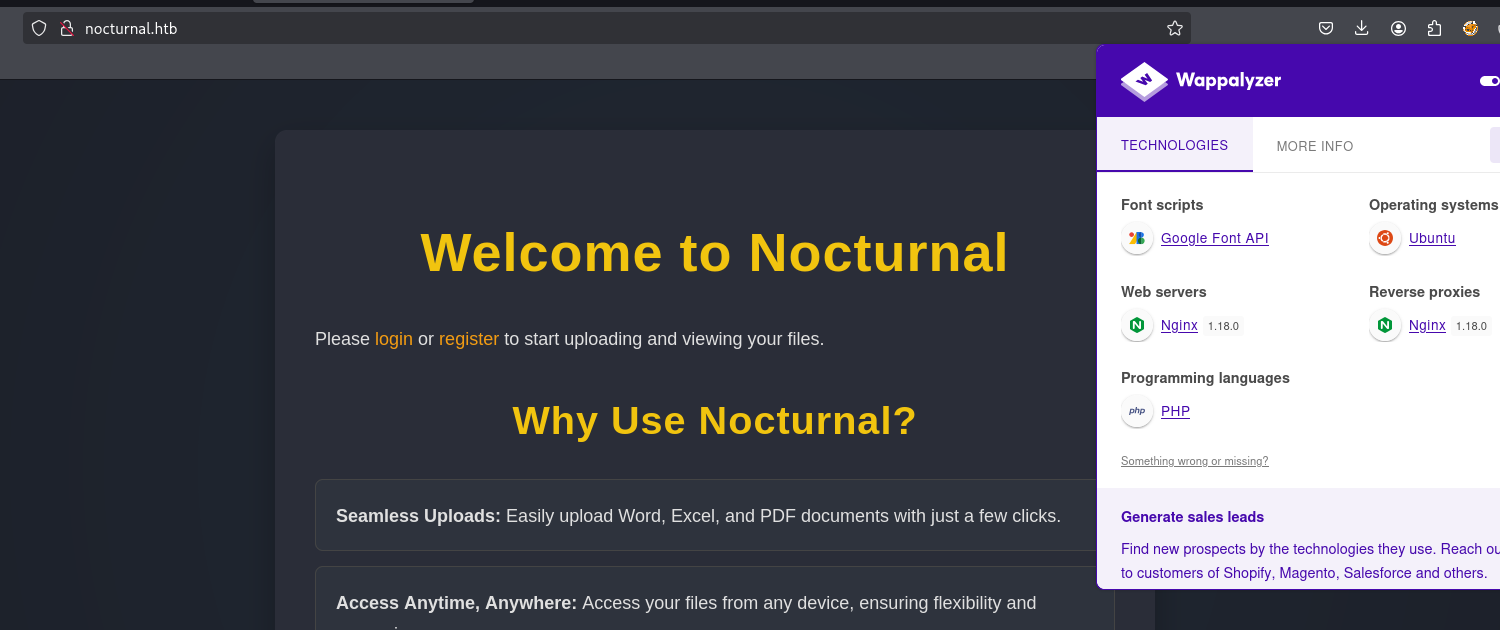 nocturnal.htb
Wappalyzer
TECHNOLOGIES
MORE INFO
Welcome to Nocturnal
Please login or register to start uploading and viewing your files.
Why Use Nocturnal?
Seamless Uploads: Easily upload Word, Excel, and PDF documents with just a few clicks.
Access Anytime, Anywhere: Access your files from any device, ensuring flexibility and
Font scripts
Google Font API
Operating systems
Ubuntu
Web servers
Nginx 1.18.0
Reverse proxies
Nginx 1.18.0
Programming languages
php PHP
Something wrong or missing?
Generate sales leads
Find new prospects by the technologies they use. Reach
to customers of Shopify, Magento, Salesforce and others.